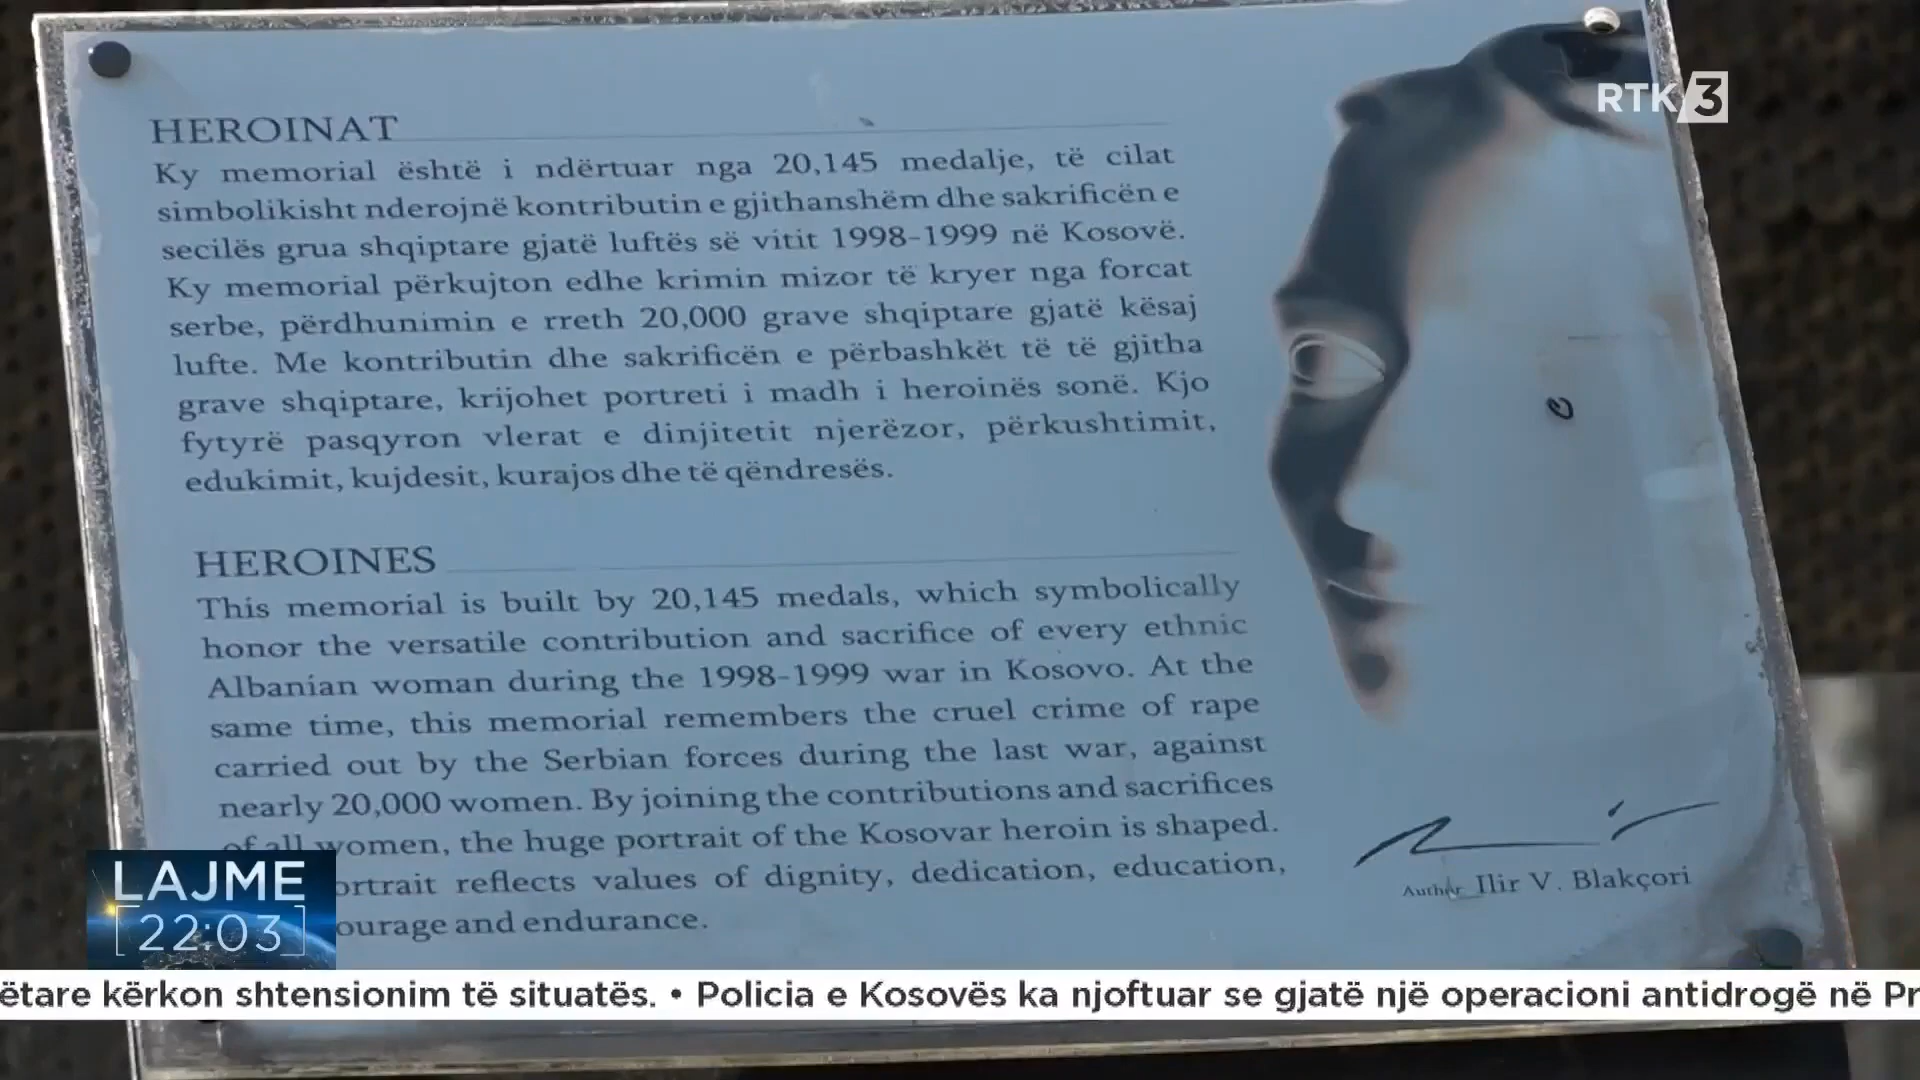 RTK 3
HEROINAT
Ky memorial është i ndërtuar nga 20,145 medalje, të cilat
simbolikisht nderojnë kontributin e gjithanshëm dhe sakrificën e
secilës grua shqiptare gjatë luftës së vitit 1998-1999 në Kosovë.
Ky memorial përkujton edhe krimin mizor të kryer nga forcat
serbe, përdhunimin e rreth 20,000 grave shqiptare gjatë kësaj
lufte. Me kontributin dhe sakrificën e përbashkët të të gjitha
grave shqiptare, krijohet portreti i madh i heroinës sonë. Kjo
fytyrë pasqyron vlerat e dinjitetit njerëzor, përkushtimit,
edukimit, kujdesit, kurajos dhe të qëndresës.
HEROINES
This memorial is built by 20,145 medals, which symbolically
honor the versatile contribution and sacrifice of every ethnic
Albanian woman during the 1998-1999 war in Kosovo. At the
same time, this memorial remembers the cruel crime of rape
carried out by the Serbian forces during the last war, against
nearly 20,000 women. By joining the contributions and sacrifices
of all women, the huge portrait of the Kosovar heroin is shaped.
ortrait reflects values of dignity, dedication, education,
ourage and endurance.
Author Ilir V. Blakçori
LAJME
22:03
ëtare kërkon shtensionim të situatës. • Policia e Kosovës ka njoftuar se gjatë një operacioni antidrogë në Pr